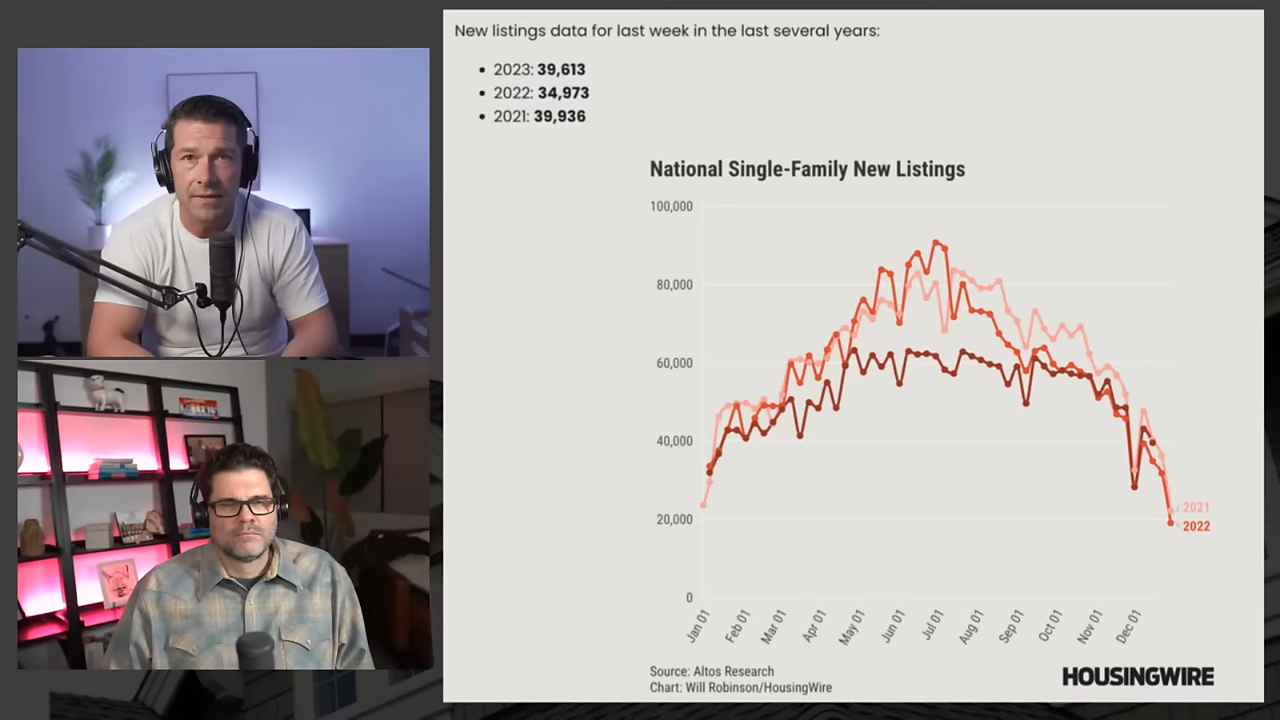 New listings data for last week in the last several years:
• 2023: 39,613
• 2022: 34,973
• 2021: 39,936
National Single-Family New Listings
100,000
80,000
60,000
40,000
20,000
0
2021
2022
Jan 01
Feb 01
Mar 01
Apr 01
May 01
Jun 01
Jul 01
Aug 01
Sep 01
Oct 01
Nov 01
Dec 01
Source: Altos Research
Chart: Will Robinson/HousingWire
HOUSINGWIRE